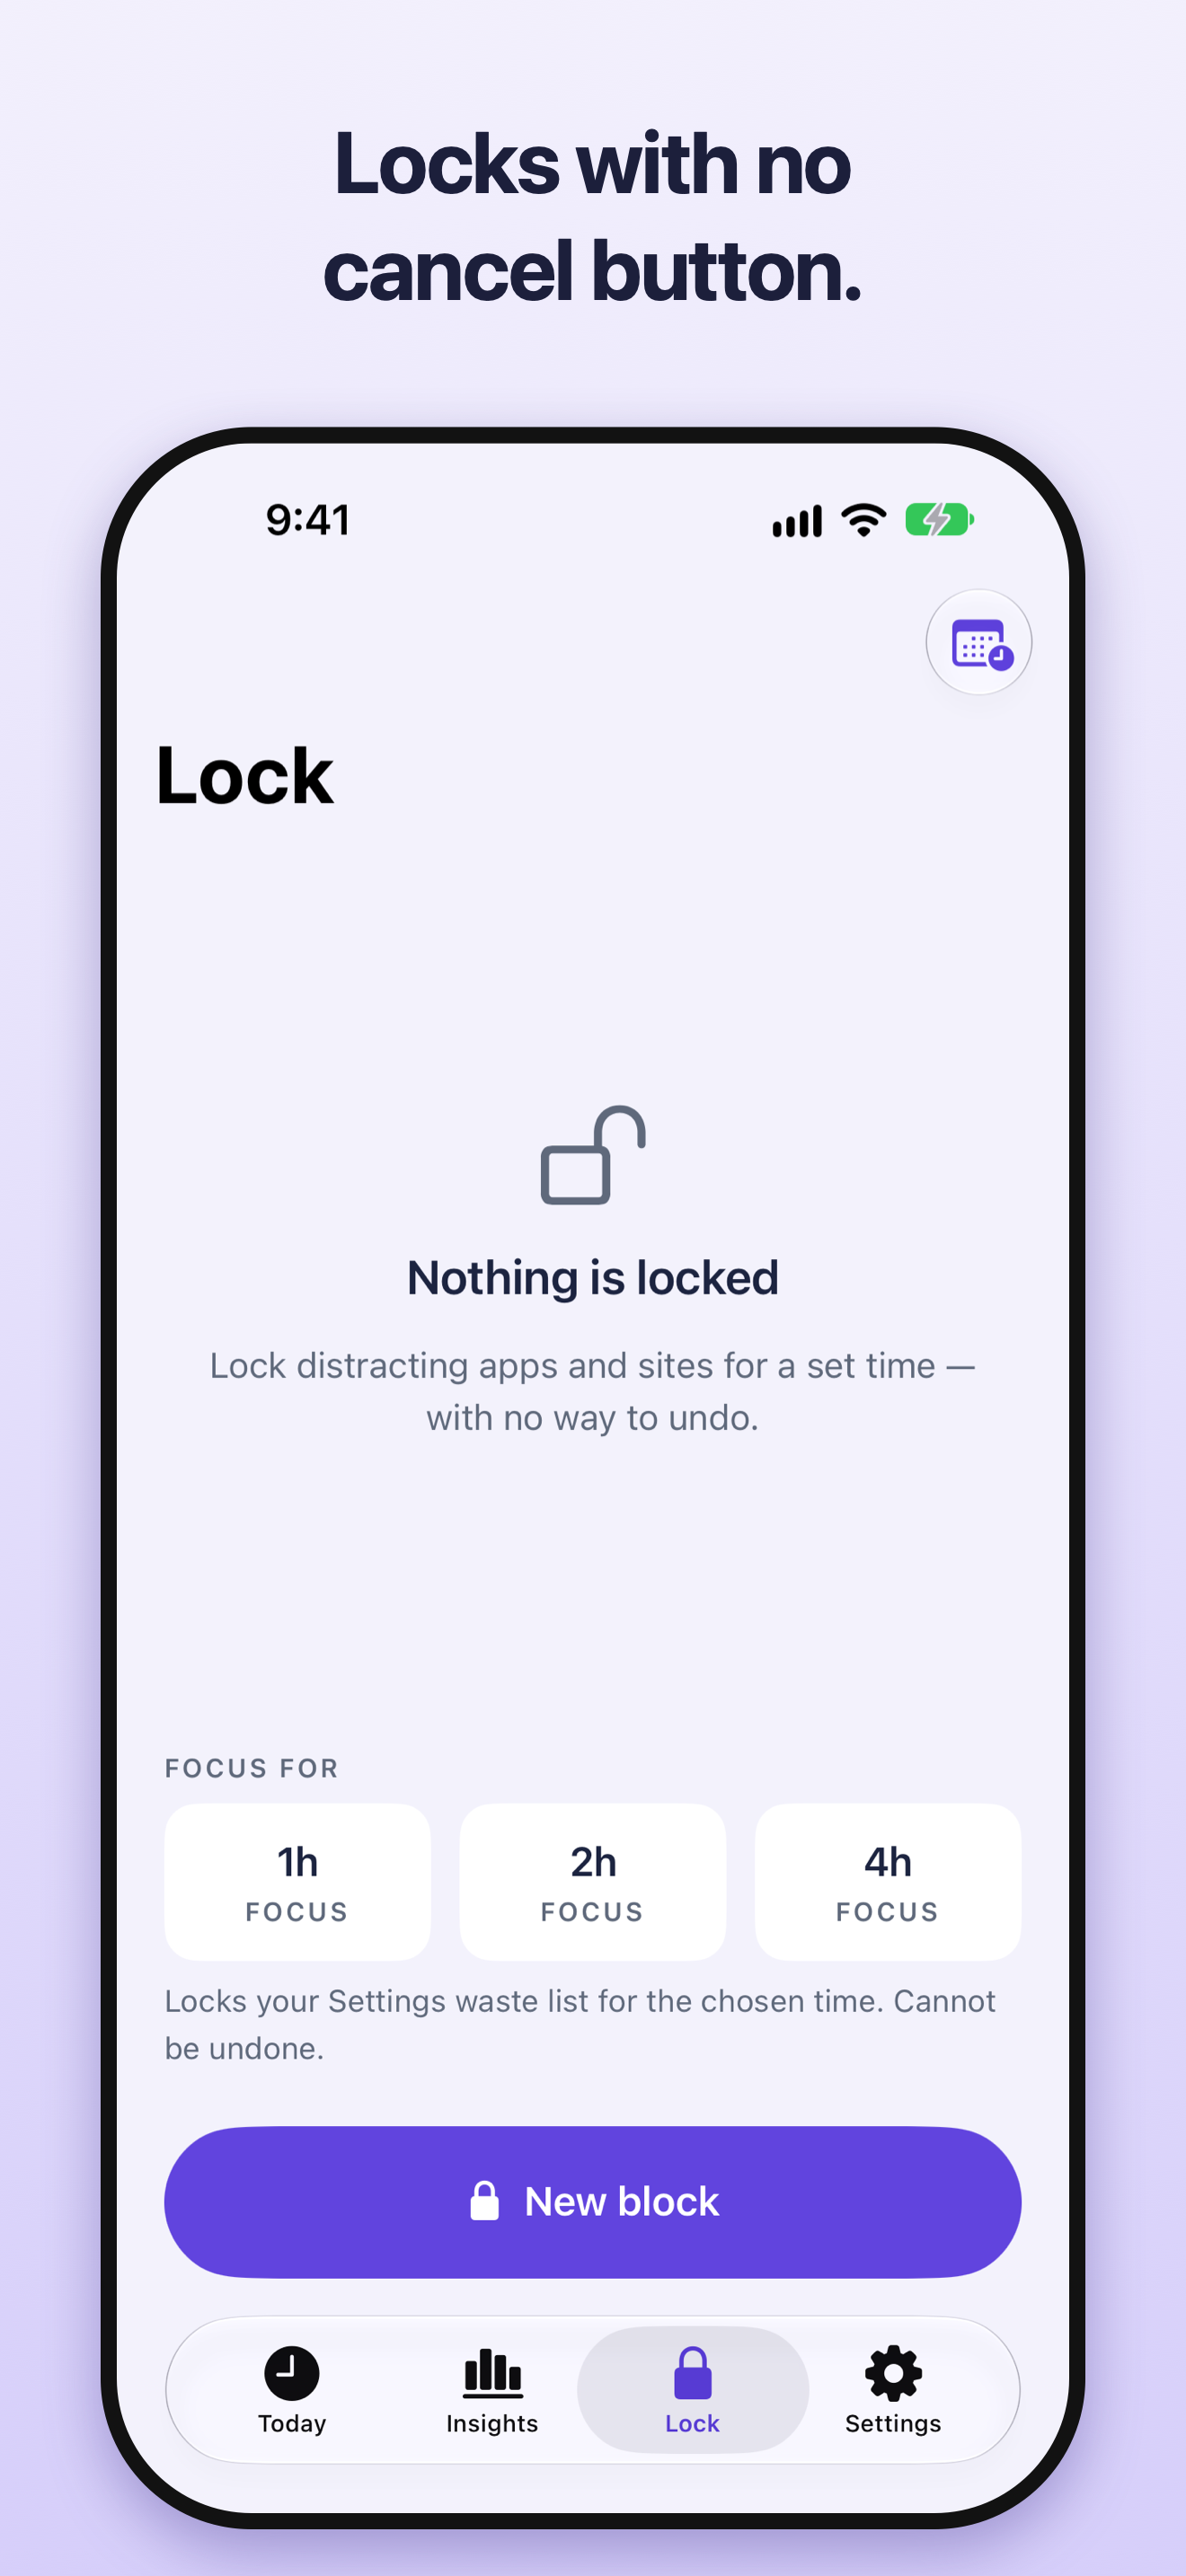 Locks with no
cancel button.
9:41
Lock
Nothing is locked
Lock distracting apps and sites for a set time —
with no way to undo.
FOCUS FOR
1h
FOCUS
2h
FOCUS
4h
FOCUS
Locks your Settings waste list for the chosen time. Cannot
be undone.
New block
Today
Insights
Lock
Settings